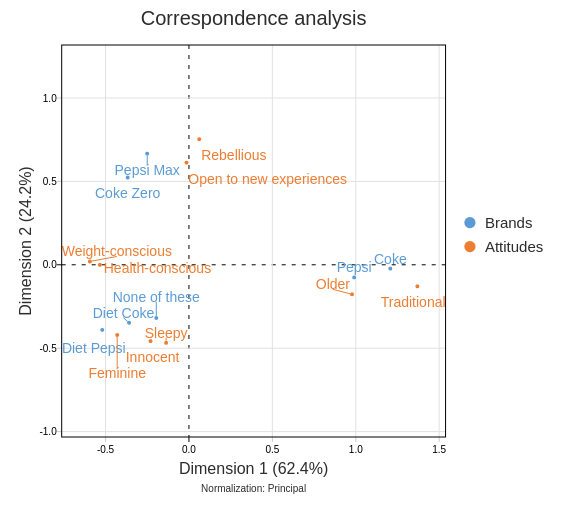 Correspondence analysis
1.0
0.5
0.0
-0.5
-1.0
Dimension 2 (24.2%)
Rebellious
Pepsi Max
Open to new experiences
Coke Zero
Weight-conscious
Health-conscious
Coke
Pepsi
Older
Traditional
None of these
Diet Coke
Sleepy
Diet Pepsi
Innocent
Feminine
Brands
Attitudes
-0.5
0.0
0.5
1.0
1.5
Dimension 1 (62.4%)
Normalization: Principal